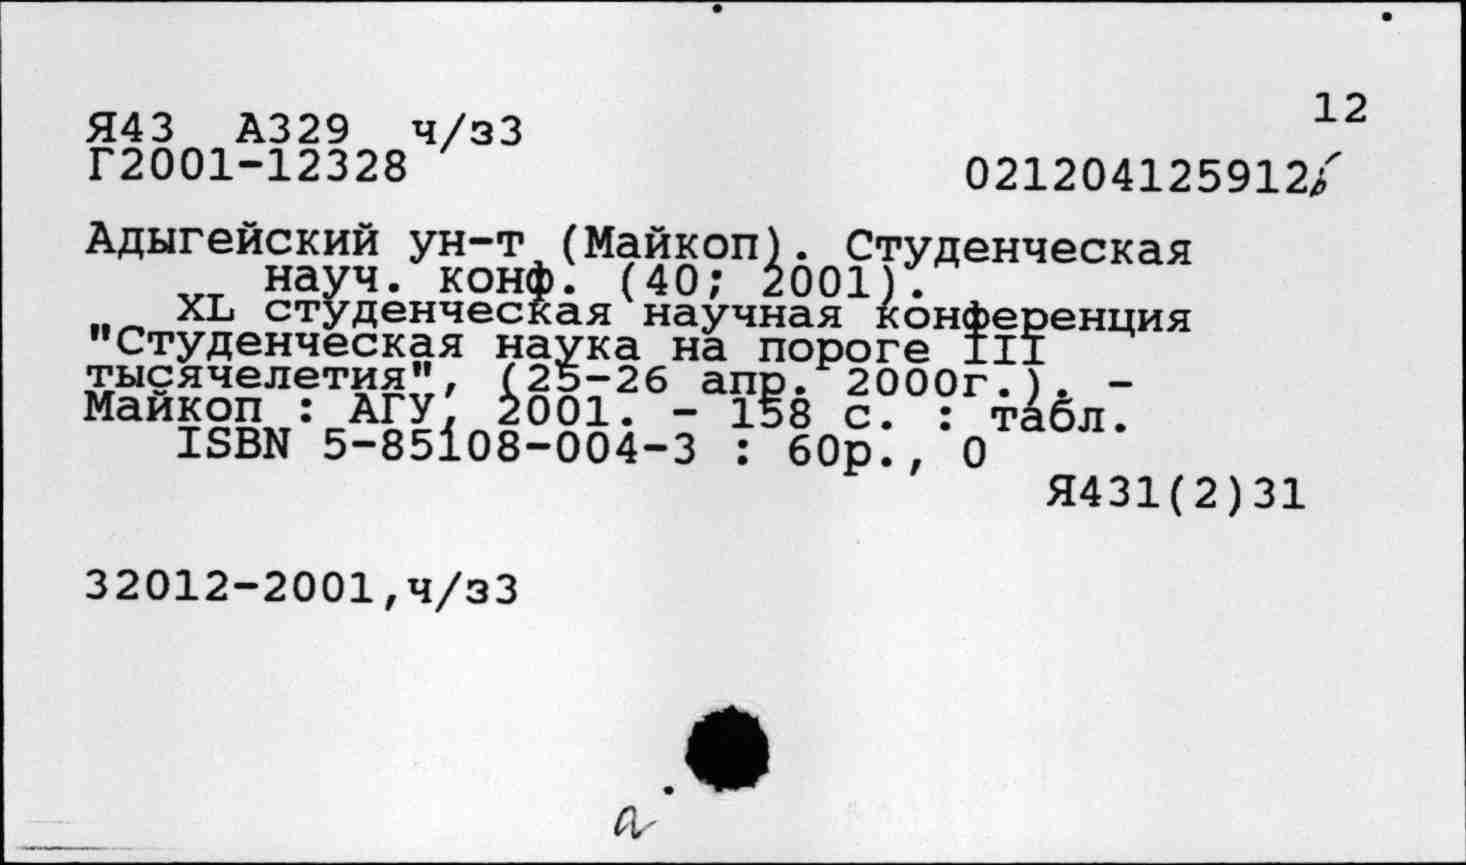 12
Я43 А329 ч/з3
Г2001-12328
021204125912
Адыгейский ун-т (Майкоп). Студенческая
науч. конф. (40; 2001).
XL студенческая научная конференция
"Студенческая наука на пороге III
тысячелетия", (25-26 апр. 2000г.). -
Майкоп : АГУ, 2001. - 158 с. : табл.
ISBN 5-85108-004-3 : 60р., 0
Я431(2)31
32012-2001,ч/з3